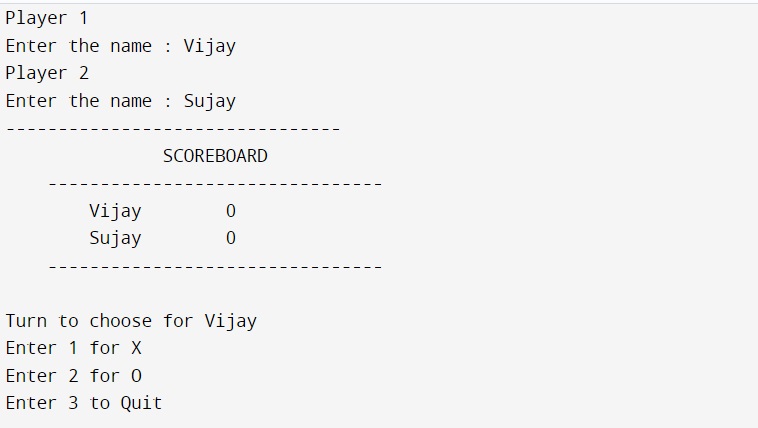 Player 1
Enter the name : Vijay
Player 2
Enter the name : Sujay
--------------------------------
SCOREBOARD
--------------------------------
Vijay 0
Sujay 0
--------------------------------
Turn to choose for Vijay
Enter 1 for X
Enter 2 for O
Enter 3 to Quit